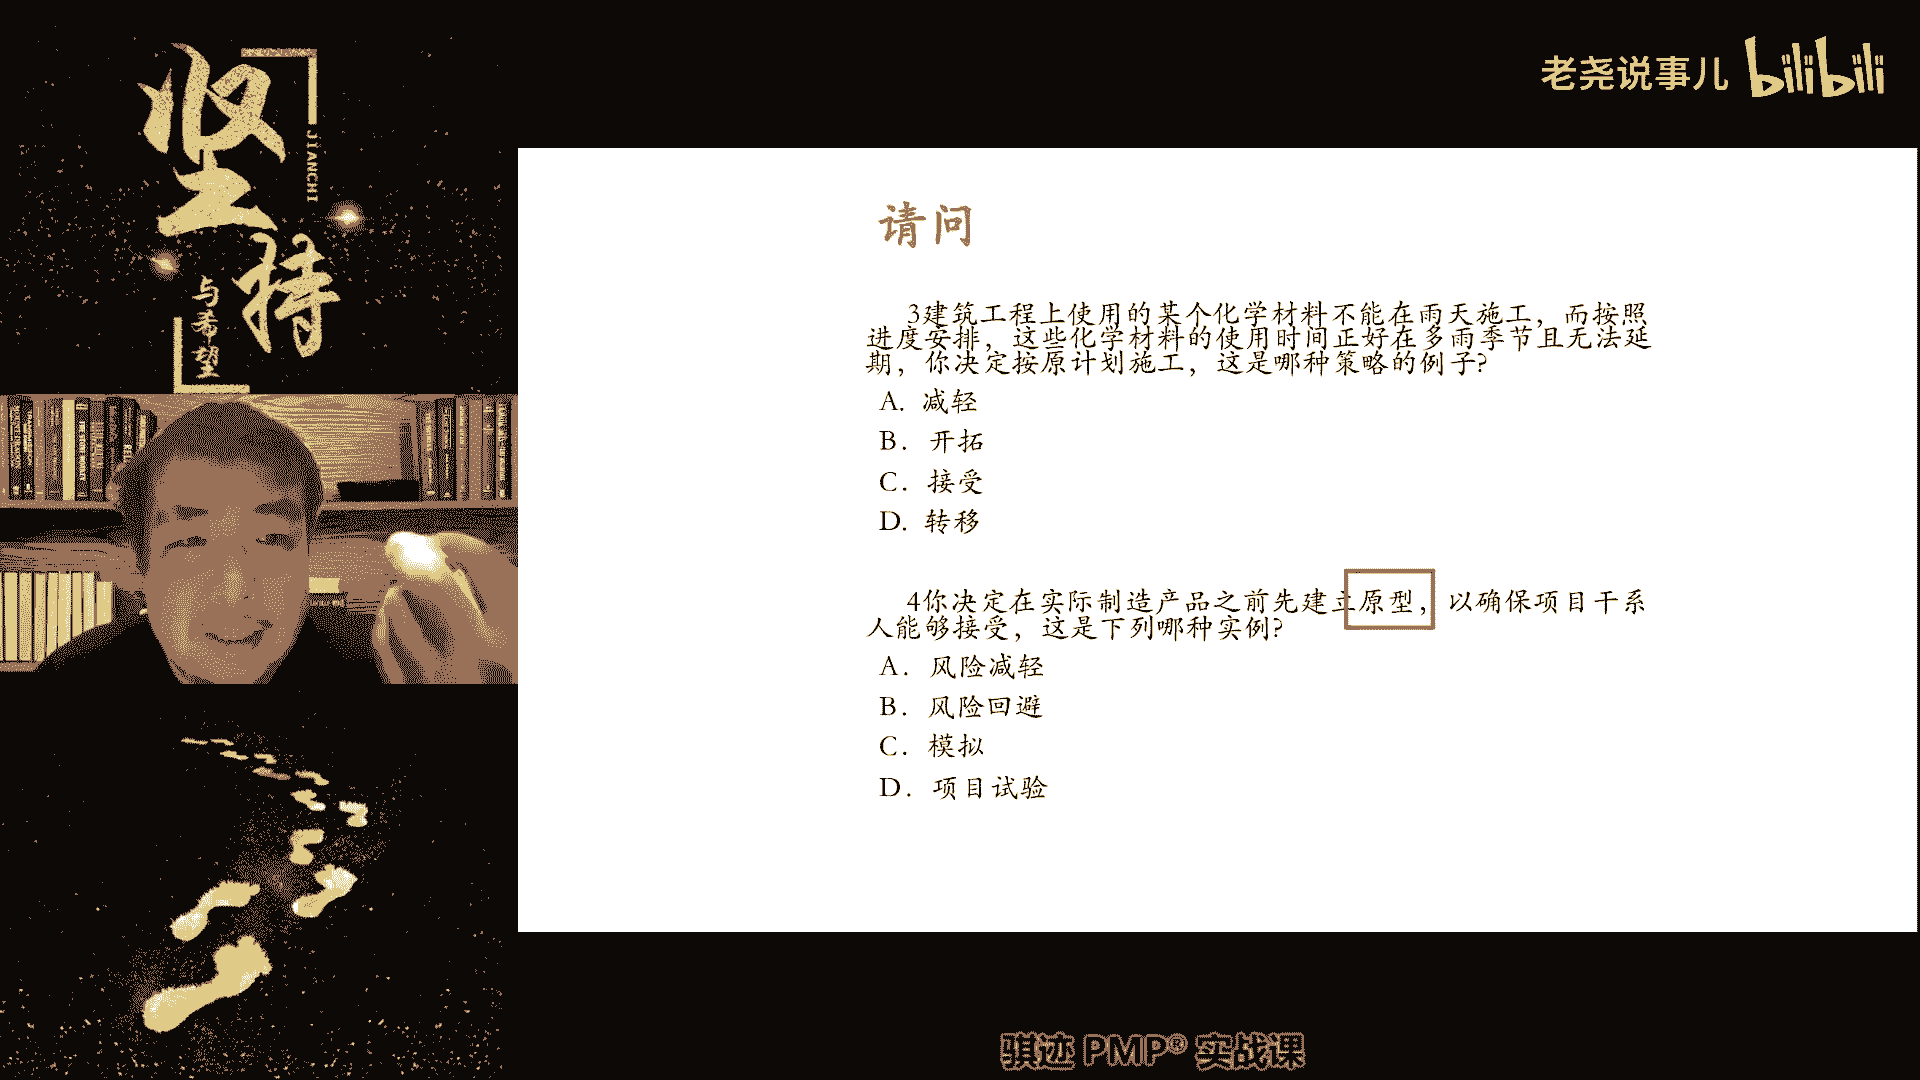 坚持
JIANCHI
与希望
老尧说事儿 bilibili
请问
3建筑工程上使用的某个化学材料不能在雨天施工，而按照
进度安排，这些化学材料的使用时间正好在多雨季节且无法延
期，你决定按原计划施工，这是哪种策略的例子?
A. 减轻
B. 开拓
C. 接受
D. 转移
4你决定在实际制造产品之前先建立原型，以确保项目干系
人能够接受，这是下列哪种实例?
A. 风险减轻
B. 风险回避
C. 模拟
D. 项目试验
骐迹 PMP® 实战课